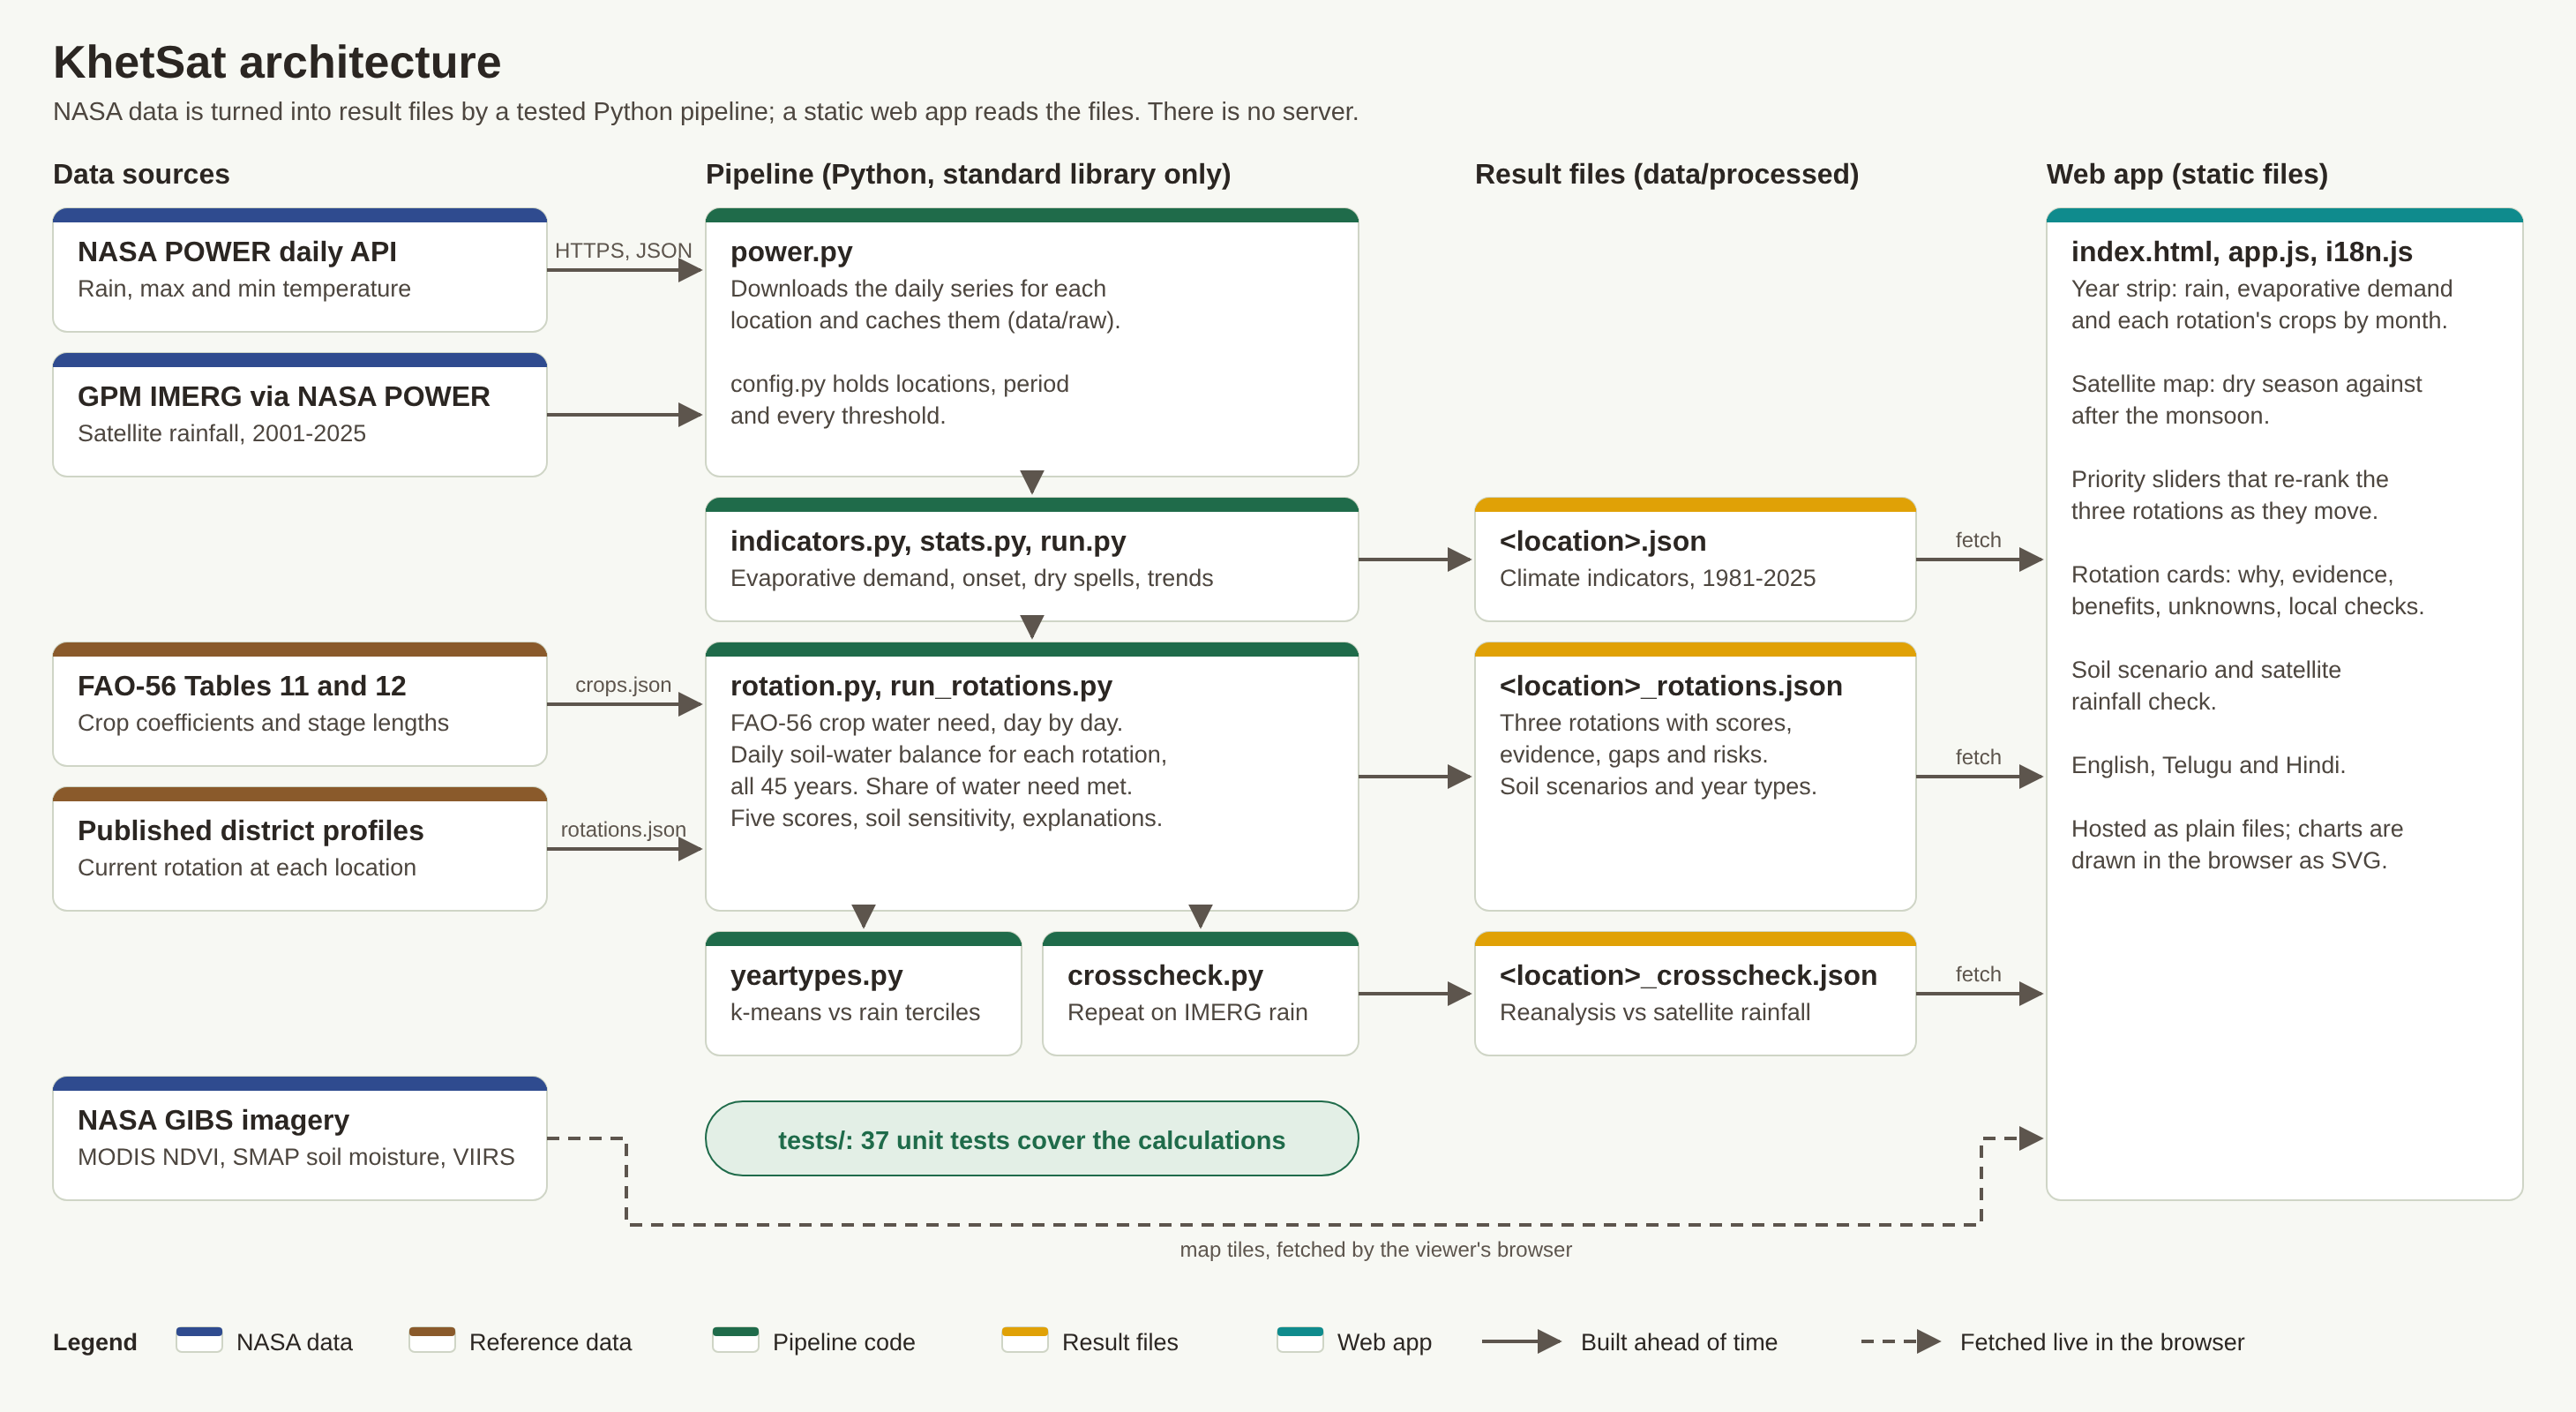 KhetSat architecture
NASA data is turned into result files by a tested Python pipeline; a static web app reads the files. There is no server.
Data sources
NASA POWER daily API
Rain, max and min temperature
HTTPS, JSON
GPM IMERG via NASA POWER
Satellite rainfall, 2001-2025
FAO-56 Tables 11 and 12
Crop coefficients and stage lengths
crops.json
Published district profiles
Current rotation at each location
rotations.json
NASA GIBS imagery
MODIS NDVI, SMAP soil moisture, VIIRS
Pipeline (Python, standard library only)
power.py
Downloads the daily series for each
location and caches them (data/raw).
config.py holds locations, period
and every threshold.
indicators.py, stats.py, run.py
Evaporative demand, onset, dry spells, trends
rotation.py, run_rotations.py
FAO-56 crop water need, day by day.
Daily soil-water balance for each rotation,
all 45 years. Share of water need met.
Five scores, soil sensitivity, explanations.
yeartypes.py
k-means vs rain terciles
crosscheck.py
Repeat on IMERG rain
tests/: 37 unit tests cover the calculations
Result files (data/processed)
<location>.json
Climate indicators, 1981-2025
fetch
<location>_rotations.json
Three rotations with scores,
evidence, gaps and risks.
Soil scenarios and year types.
fetch
<location>_crosscheck.json
Reanalysis vs satellite rainfall
fetch
Web app (static files)
index.html, app.js, i18n.js
Year strip: rain, evaporative demand
and each rotation's crops by month.
Satellite map: dry season against
after the monsoon.
Priority sliders that re-rank the
three rotations as they move.
Rotation cards: why, evidence,
benefits, unknowns, local checks.
Soil scenario and satellite
rainfall check.
English, Telugu and Hindi.
Hosted as plain files; charts are
drawn in the browser as SVG.
map tiles, fetched by the viewer's browser
Legend
NASA data
Reference data
Pipeline code
Result files
Web app
Built ahead of time
Fetched live in the browser